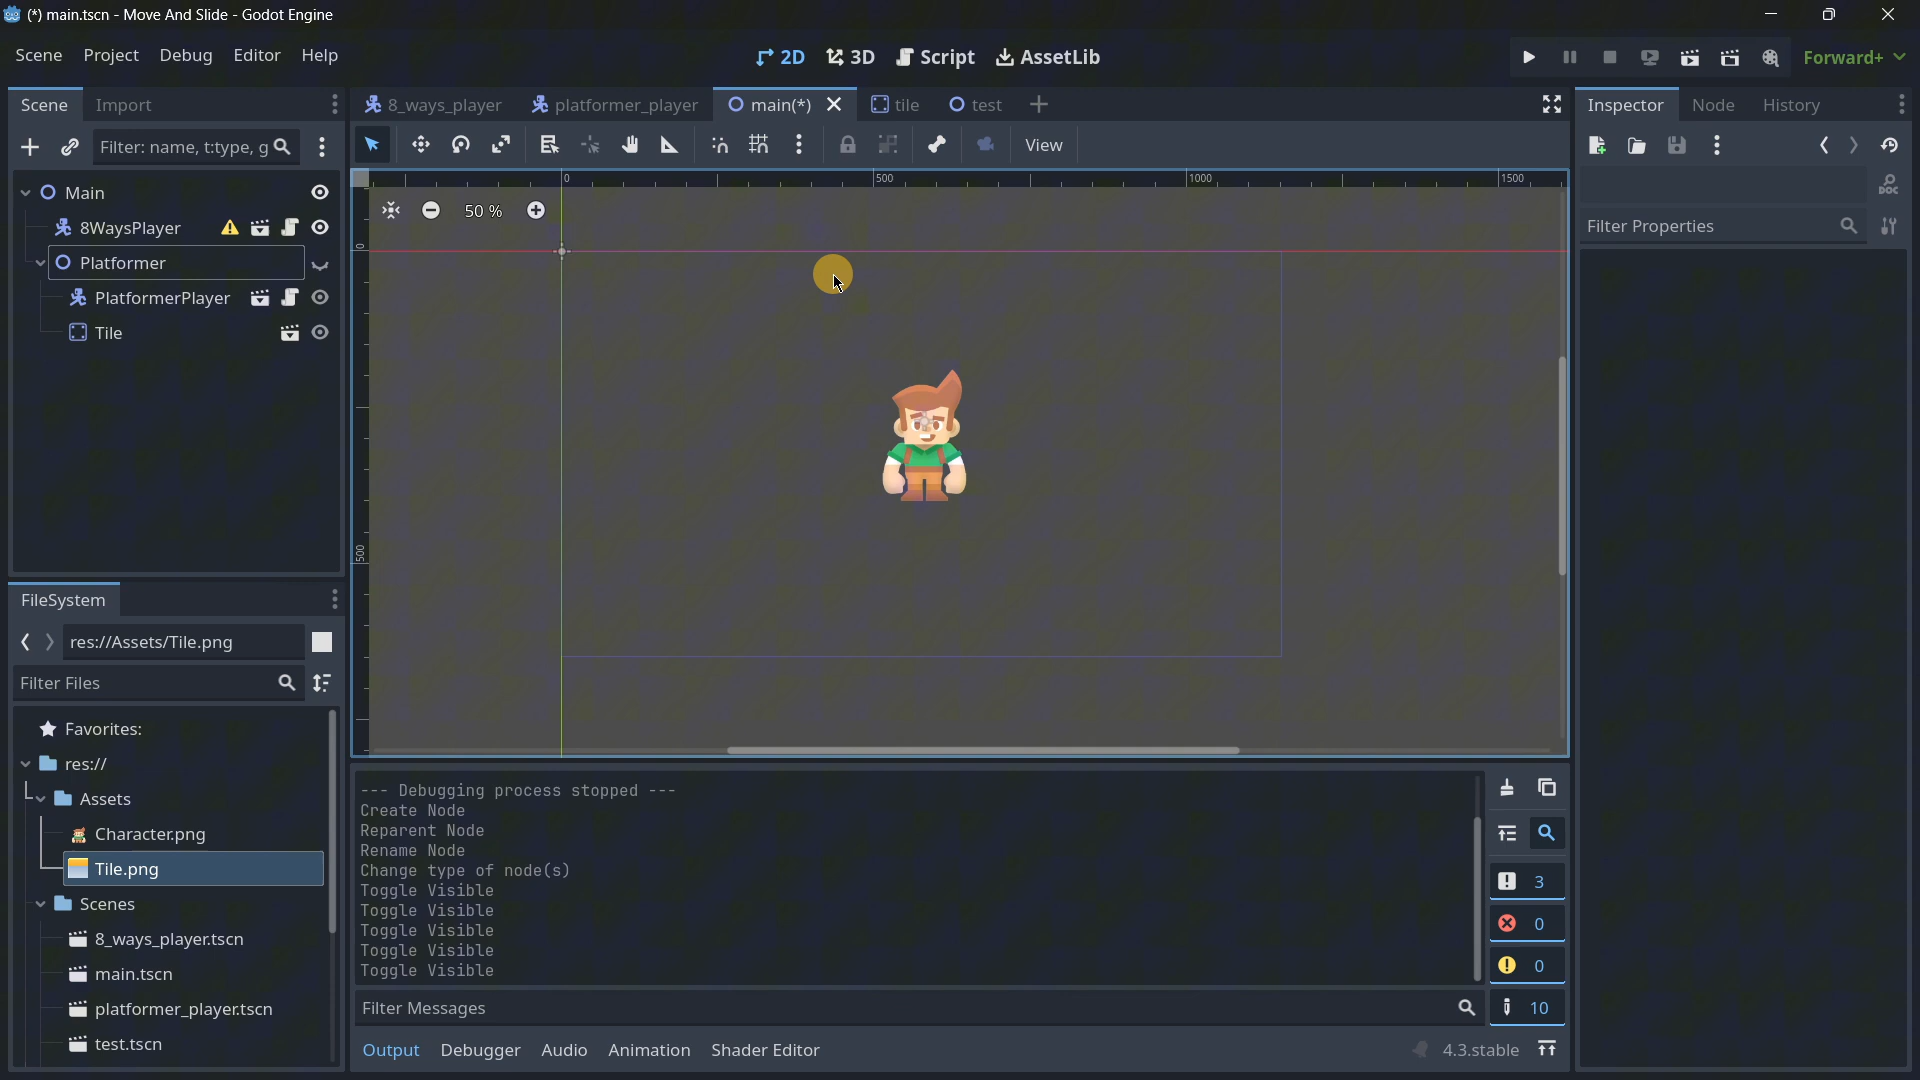 (*) main.tscn - Move And Slide - Godot Engine
Scene Project Debug Editor Help
2D 3D Script AssetLib
Forward+
Scene Import
8_ways_player platformer_player main(*) tile test
Inspector Node History
Filter: name, t:type, g
View
Main
8WaysPlayer
Platformer
PlatformerPlayer
Tile
0 500 1000 1500
50 %
0
500
DOC
Filter Properties
FileSystem
res://Assets/Tile.png
Filter Files
Favorites:
res://
Assets
Character.png
Tile.png
Scenes
8_ways_player.tscn
main.tscn
platformer_player.tscn
test.tscn
--- Debugging process stopped ---
Create Node
Reparent Node
Rename Node
Change type of node(s)
Toggle Visible
Toggle Visible
Toggle Visible
Toggle Visible
Toggle Visible
3
0
0
10
Filter Messages
Output Debugger Audio Animation Shader Editor
4.3.stable